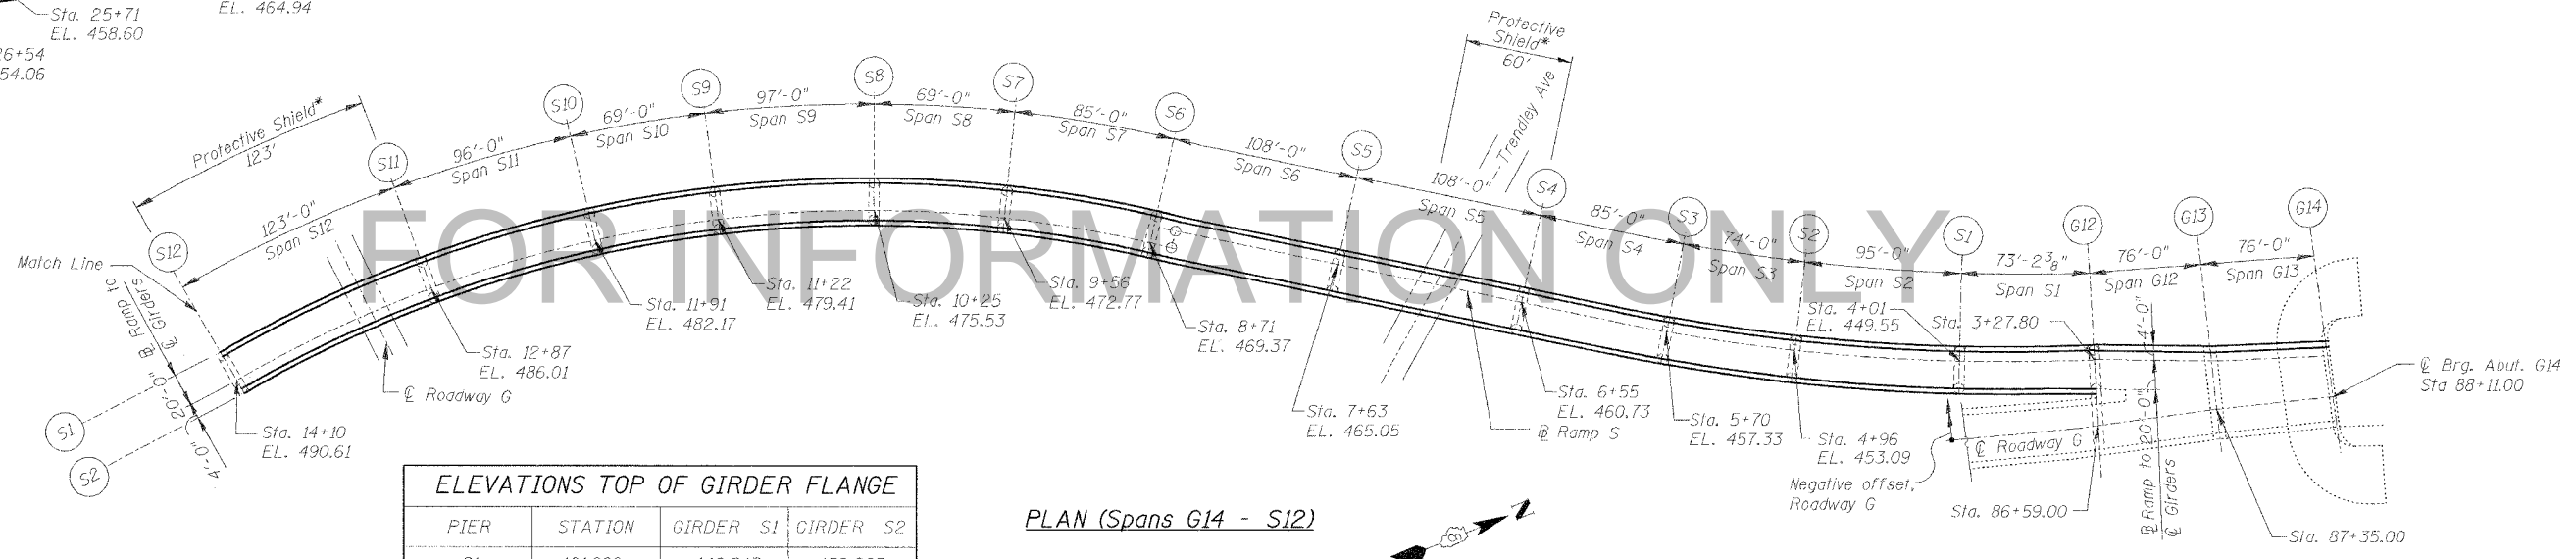 Sta. 25+71
EL. 458.60
EL. 464.94
26+54
54.06
Protective Shield*
123'
S12
123'-0"
Span S12
S11
96'-0"
Span S11
S10
69'-0"
Span S10
S9
97'-0"
Span S9
S8
69'-0"
Span S8
S7
85'-0"
Span S7
S6
108'-0"
Span S6
S5
108'-0"
Span S5
Protective
Shield*
60'
Trendley Ave
S4
85'-0"
Span S4
S3
74'-0"
Span S3
S2
95'-0"
Span S2
S1
73'-2 3/8"
Span S1
G12
76'-0"
Span G12
G13
76'-0"
Span G13
G14
FOR INFORMATION ONLY
Match Line
20'-0" ⅊ Ramp to
℄ Girders
4'-0"
S1
S2
Sta. 14+10
EL. 490.61
℄ Roadway G
Sta. 12+87
EL. 486.01
Sta. 11+91
EL. 482.17
Sta. 11+22
EL. 479.41
Sta. 10+25
EL. 475.53
Sta. 9+56
EL. 472.77
Sta. 8+71
EL. 469.37
Sta. 7+63
EL. 465.05
⅊ Ramp S
Sta. 6+55
EL. 460.73
Sta. 5+70
EL. 457.33
Sta. 4+96
EL. 453.09
Sta. 4+01
EL. 449.55
Sta. 3+27.80
4'-0"
⅊ Ramp to 20'-0"
℄ Girders
℄ Roadway G
Negative offset,
Roadway G
Sta. 86+59.00
Sta. 87+35.00
℄ Brg. Abut. G14
Sta 88+11.00
ELEVATIONS TOP OF GIRDER FLANGE
PIER STATION GIRDER S1 GIRDER S2
PLAN (Spans G14 - S12)
N